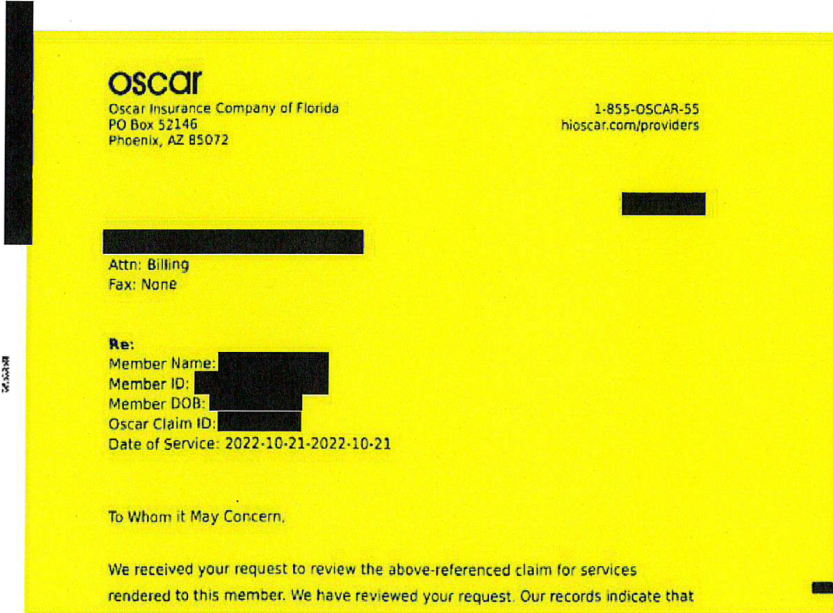 oscar
Oscar Insurance Company of Florida
PO Box 52146
Phoenix, AZ 85072
1-855-OSCAR-55
hioscar.com/providers
Attn: Billing
Fax: None
Re:
Member Name:
Member ID:
Member DOB:
Oscar Claim ID:
Date of Service: 2022-10-21-2022-10-21
To Whom it May Concern,
We received your request to review the above-referenced claim for services
rendered to this member. We have reviewed your request. Our records indicate that